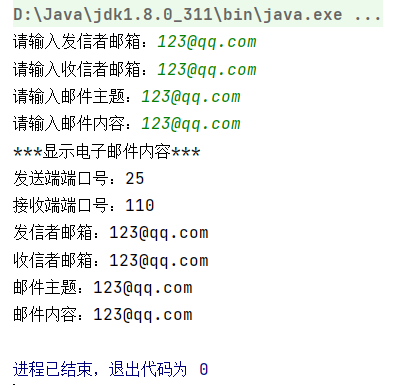 D:\Java\jdk1.8.0_311\bin\java.exe ...
请输入发信者邮箱：123@qq.com
请输入收信者邮箱：123@qq.com
请输入邮件主题：123@qq.com
请输入邮件内容：123@qq.com
***显示电子邮件内容***
发送端端口号：25
接收端端口号：110
发信者邮箱：123@qq.com
收信者邮箱：123@qq.com
邮件主题：123@qq.com
邮件内容：123@qq.com
进程已结束，退出代码为 0